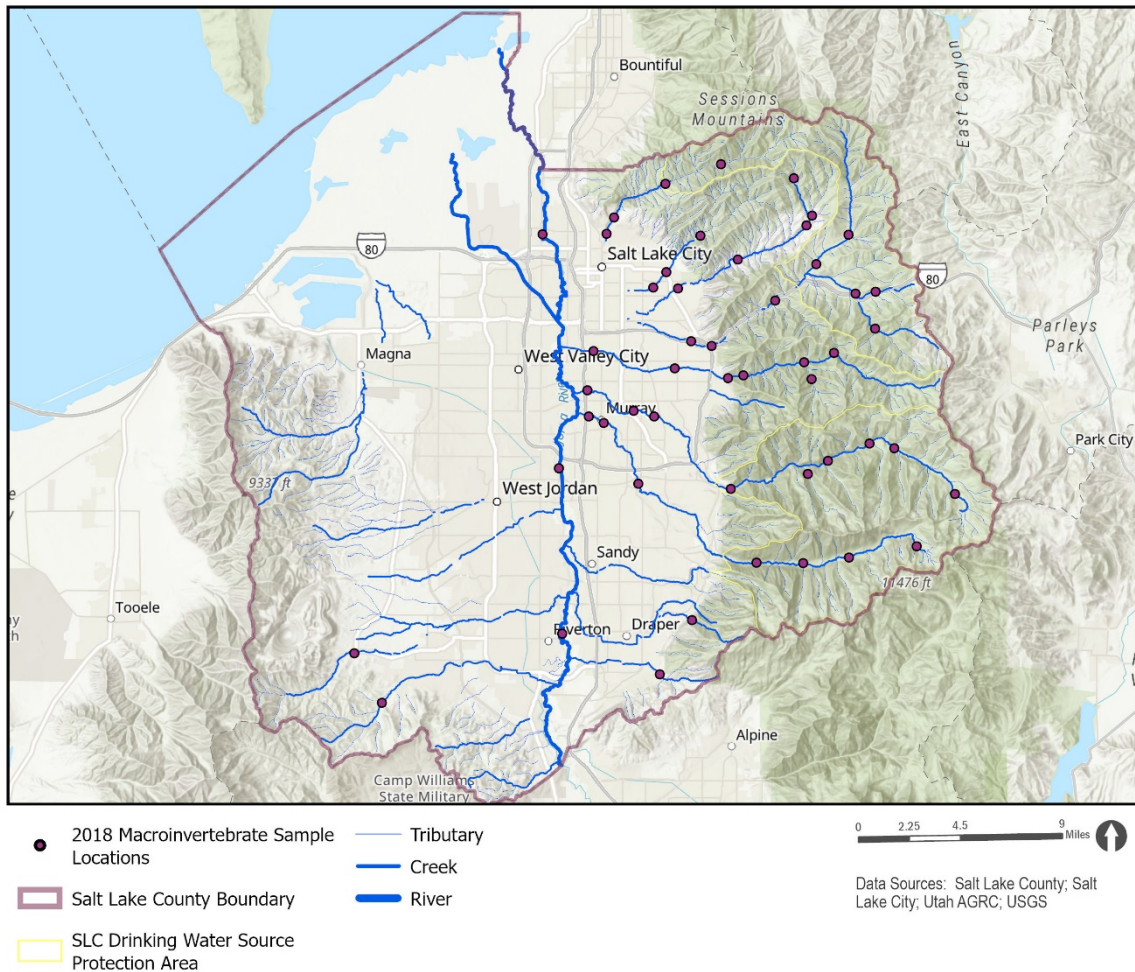 Bountiful
Sessions
Mountains
East Canyon
80
Salt Lake City
80
Parleys
Park
Magna
West Valley City
Murray
Park City
9337 ft
West Jordan
Sandy
11476 ft
Tooele
Riverton
Draper
Alpine
Camp Williams
State Military
2018 Macroinvertebrate Sample
Locations
Salt Lake County Boundary
SLC Drinking Water Source
Protection Area
Tributary
Creek
River
0 2.25 4.5 9
Miles
Data Sources: Salt Lake County; Salt
Lake City; Utah AGRC; USGS